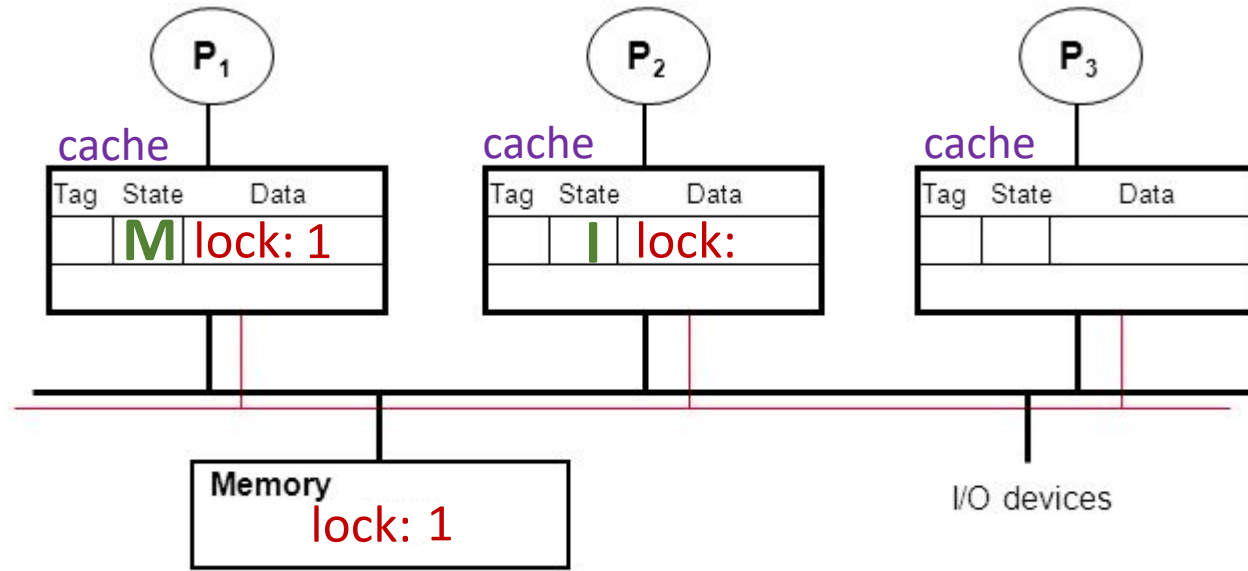 P1 P2 P3
cache cache cache
Tag State Data Tag State Data Tag State Data
M lock: 1 I lock:
Memory
lock: 1
I/O devices